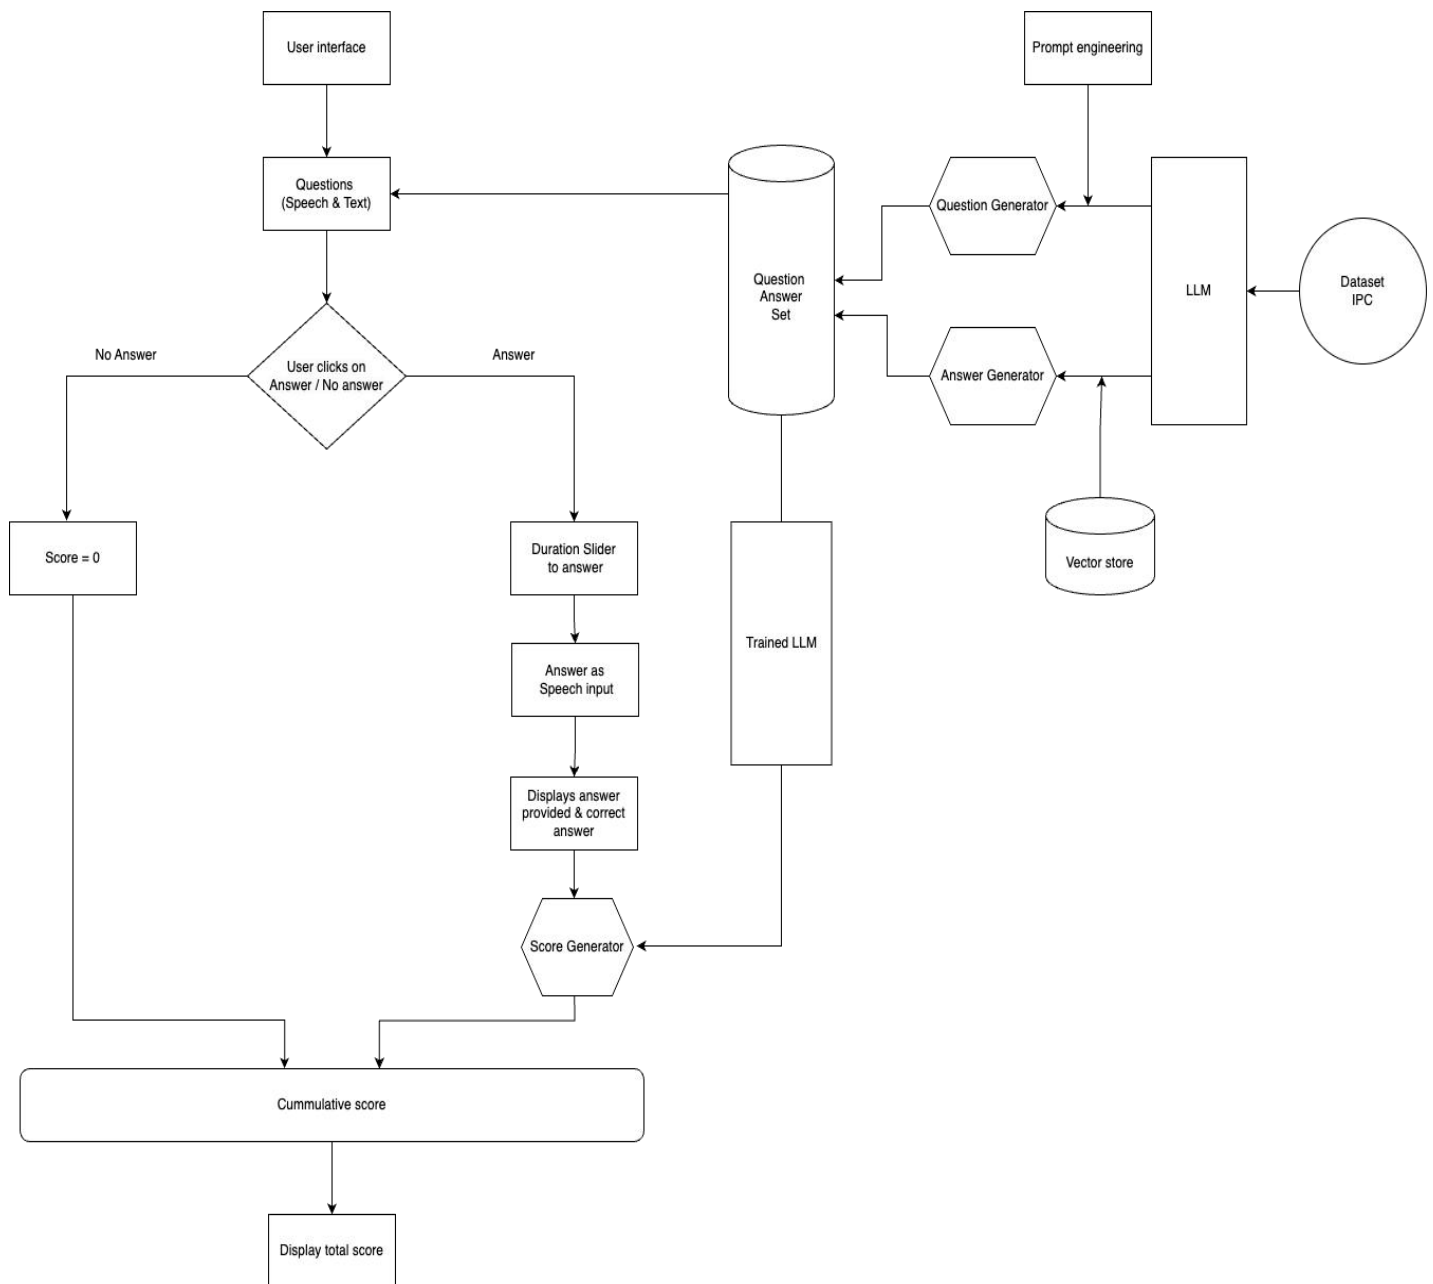 User interface
Prompt engineering
Questions
(Speech & Text)
Question Generator
Question
Answer
Set
LLM
Dataset
IPC
No Answer
Answer
User clicks on
Answer / No answer
Answer Generator
Score = 0
Duration Slider
to answer
Vector store
Trained LLM
Answer as
Speech input
Displays answer
provided & correct
answer
Score Generator
Cummulative score
Display total score